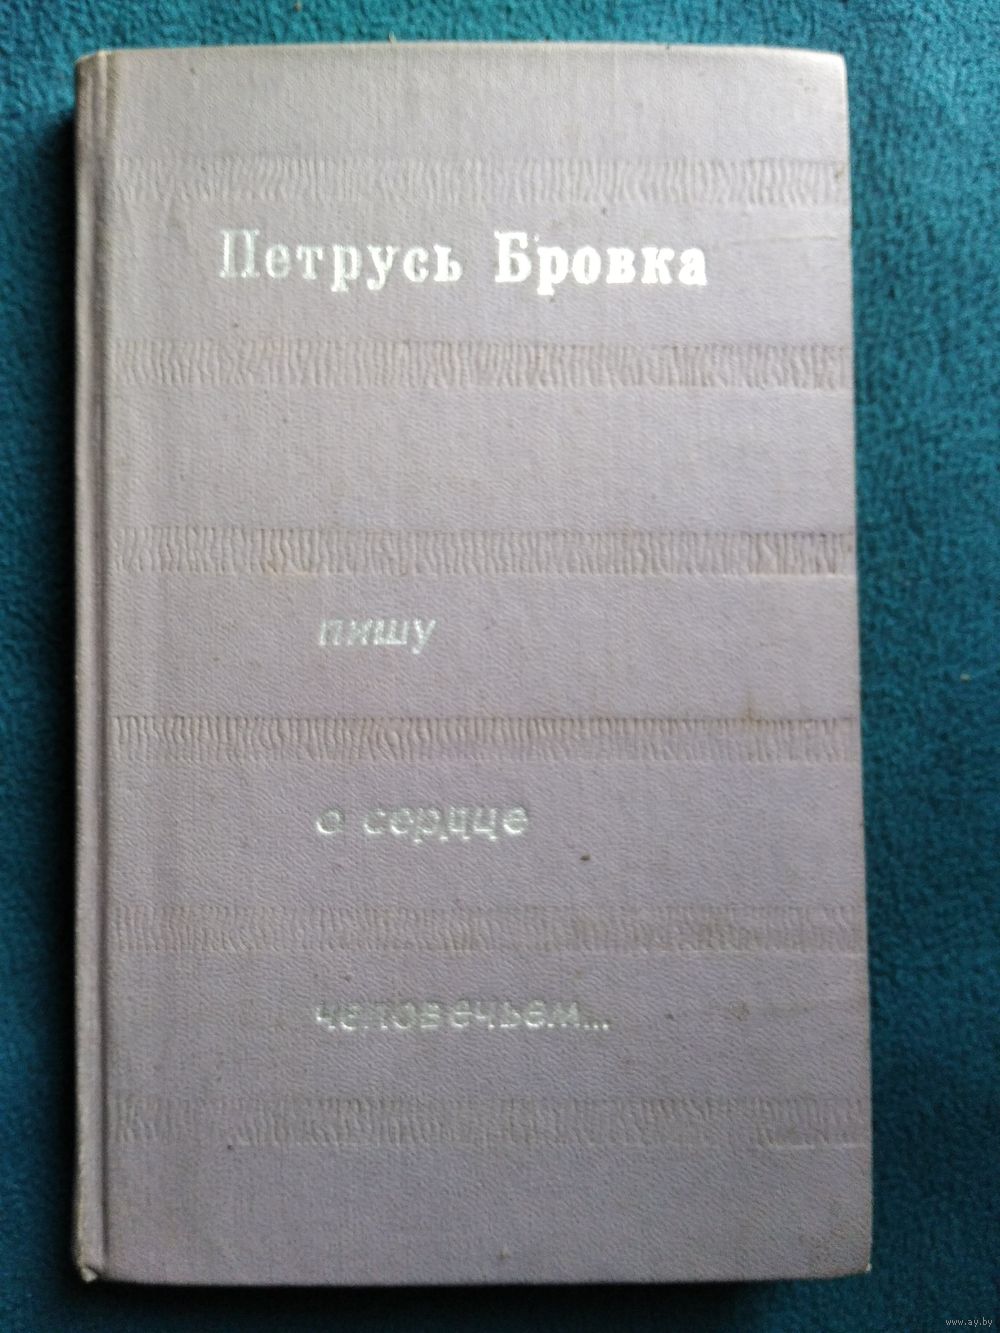 Петрусь Бровка
пишу
о сердце
человечьем...
www.ay.by